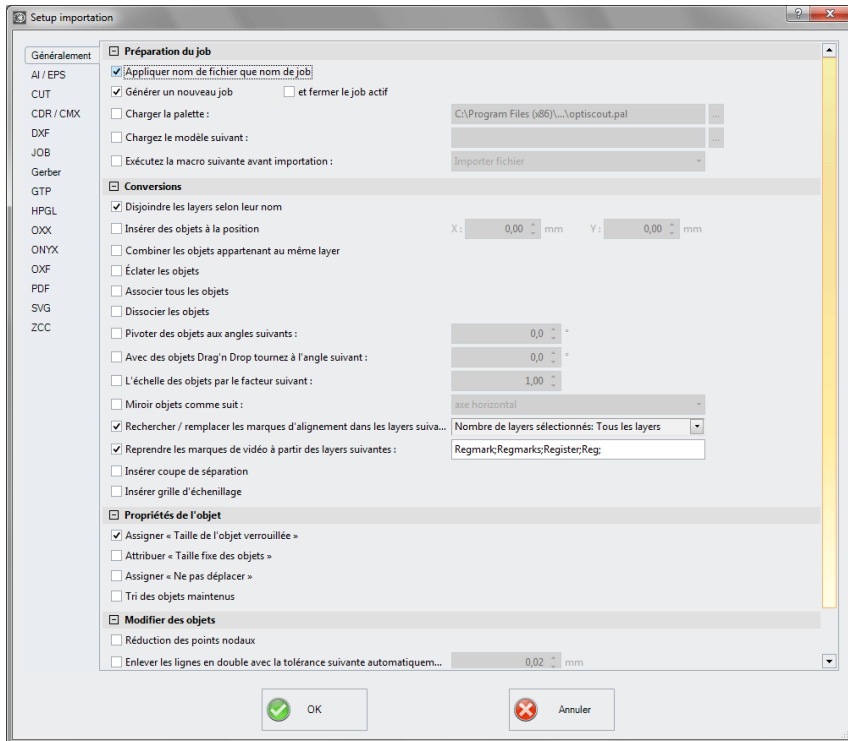 Setup importation
Généralement
AI / EPS
CUT
CDR / CMX
DXF
JOB
Gerber
GTP
HPGL
OXX
ONYX
OXF
PDF
SVG
ZCC
Préparation du job
Appliquer nom de fichier que nom de job
Générer un nouveau job et fermer le job actif
Charger la palette : C:\Program Files (x86)\...\optiscout.pal ...
Chargez le modèle suivant : ...
Exécutez la macro suivante avant importation : Importer fichier
Conversions
Disjoindre les layers selon leur nom
Insérer des objets à la position X : 0,00 mm Y : 0,00 mm
Combiner les objets appartenant au même layer
Éclater les objets
Associer tous les objets
Dissocier les objets
Pivoter des objets aux angles suivants : 0,0 °
Avec des objets Drag'n Drop tournez à l'angle suivant : 0,0 °
L'échelle des objets par le facteur suivant : 1,00
Miroir objets comme suit : axe horizontal
Rechercher / remplacer les marques d'alignement dans les layers suiva... Nombre de layers sélectionnés: Tous les layers
Reprendre les marques de vidéo à partir des layers suivantes : Regmark;Regmarks;Register;Reg;
Insérer coupe de séparation
Insérer grille d'échenillage
Propriétés de l'objet
Assigner « Taille de l'objet verrouillée »
Attribuer « Taille fixe des objets »
Assigner « Ne pas déplacer »
Tri des objets maintenus
Modifier des objets
Réduction des points nodaux
Enlever les lignes en double avec la tolérance suivante automatiquem... 0,02 mm
OK
Annuler